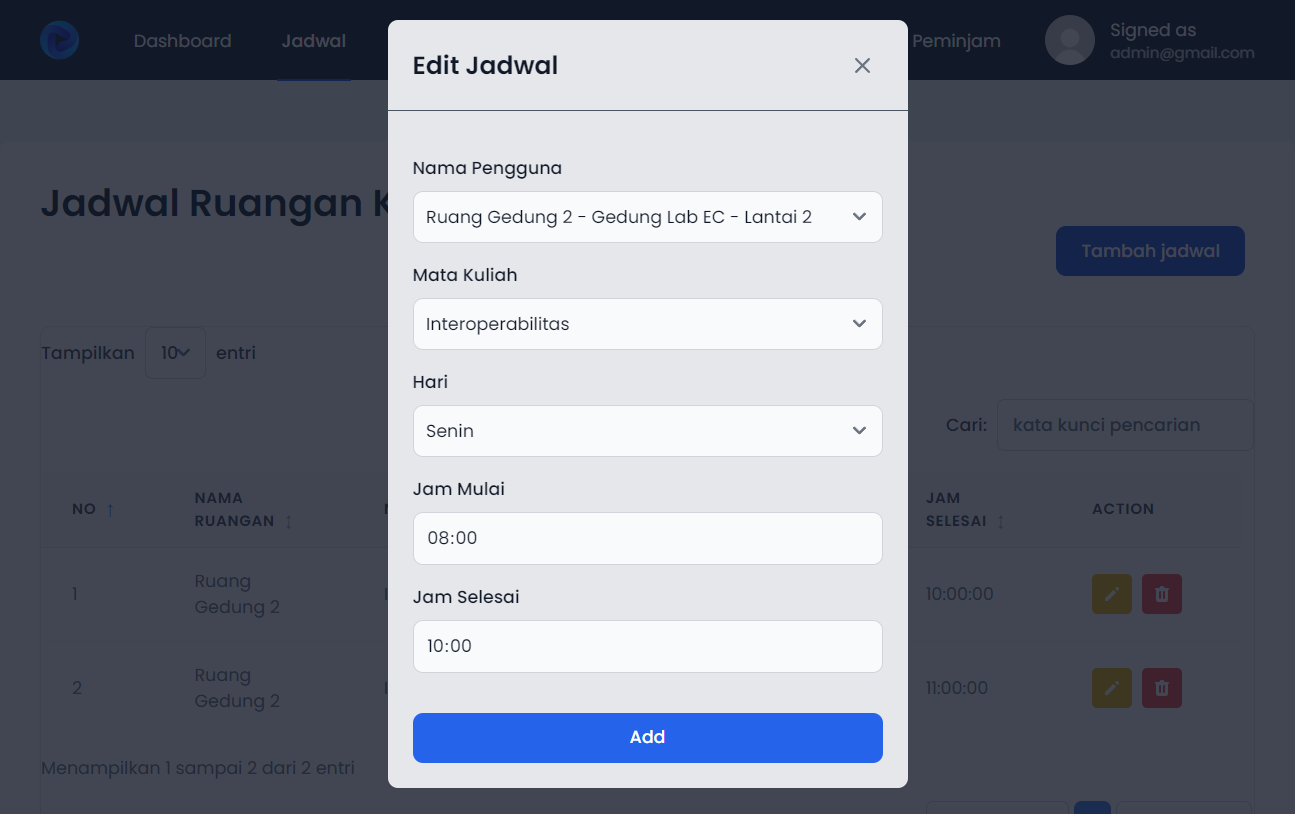 Dashboard
Jadwal
Peminjam
Signed as
admin@gmail.com
Edit Jadwal
Nama Pengguna
Ruang Gedung 2 - Gedung Lab EC - Lantai 2
Mata Kuliah
Interoperabilitas
Hari
Senin
Jam Mulai
08:00
Jam Selesai
10:00
Add
Jadwal Ruangan
Tambah jadwal
Tampilkan 10 entri
Cari: kata kunci pencarian
NO
NAMA
RUANGAN
JAM
SELESAI
ACTION
1
Ruang
Gedung 2
10:00:00
2
Ruang
Gedung 2
11:00:00
Menampilkan 1 sampai 2 dari 2 entri